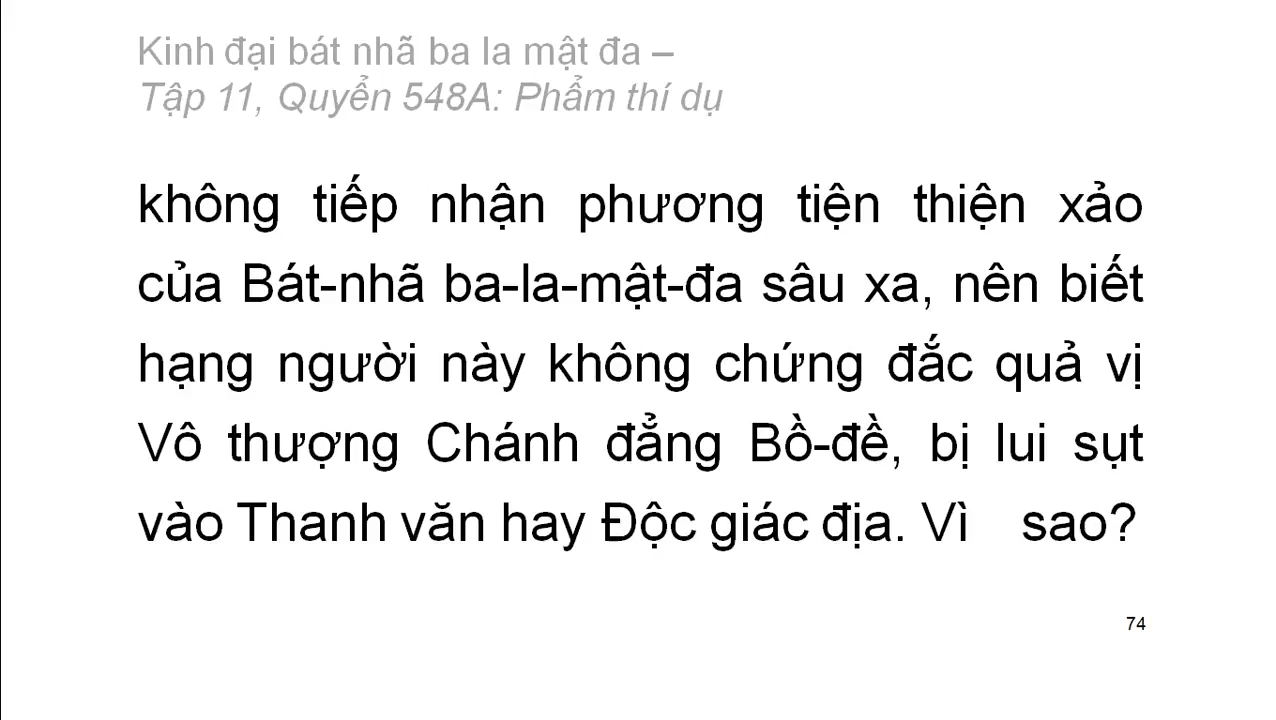 Kinh đại bát nhã ba la mật đa –
Tập 11, Quyển 548A: Phẩm thí dụ
không tiếp nhận phương tiện thiện xảo
của Bát-nhã ba-la-mật-đa sâu xa, nên biết
hạng người này không chứng đắc quả vị
Vô thượng Chánh đẳng Bồ-đề, bị lui sụt
vào Thanh văn hay Độc giác địa. Vì sao?
74